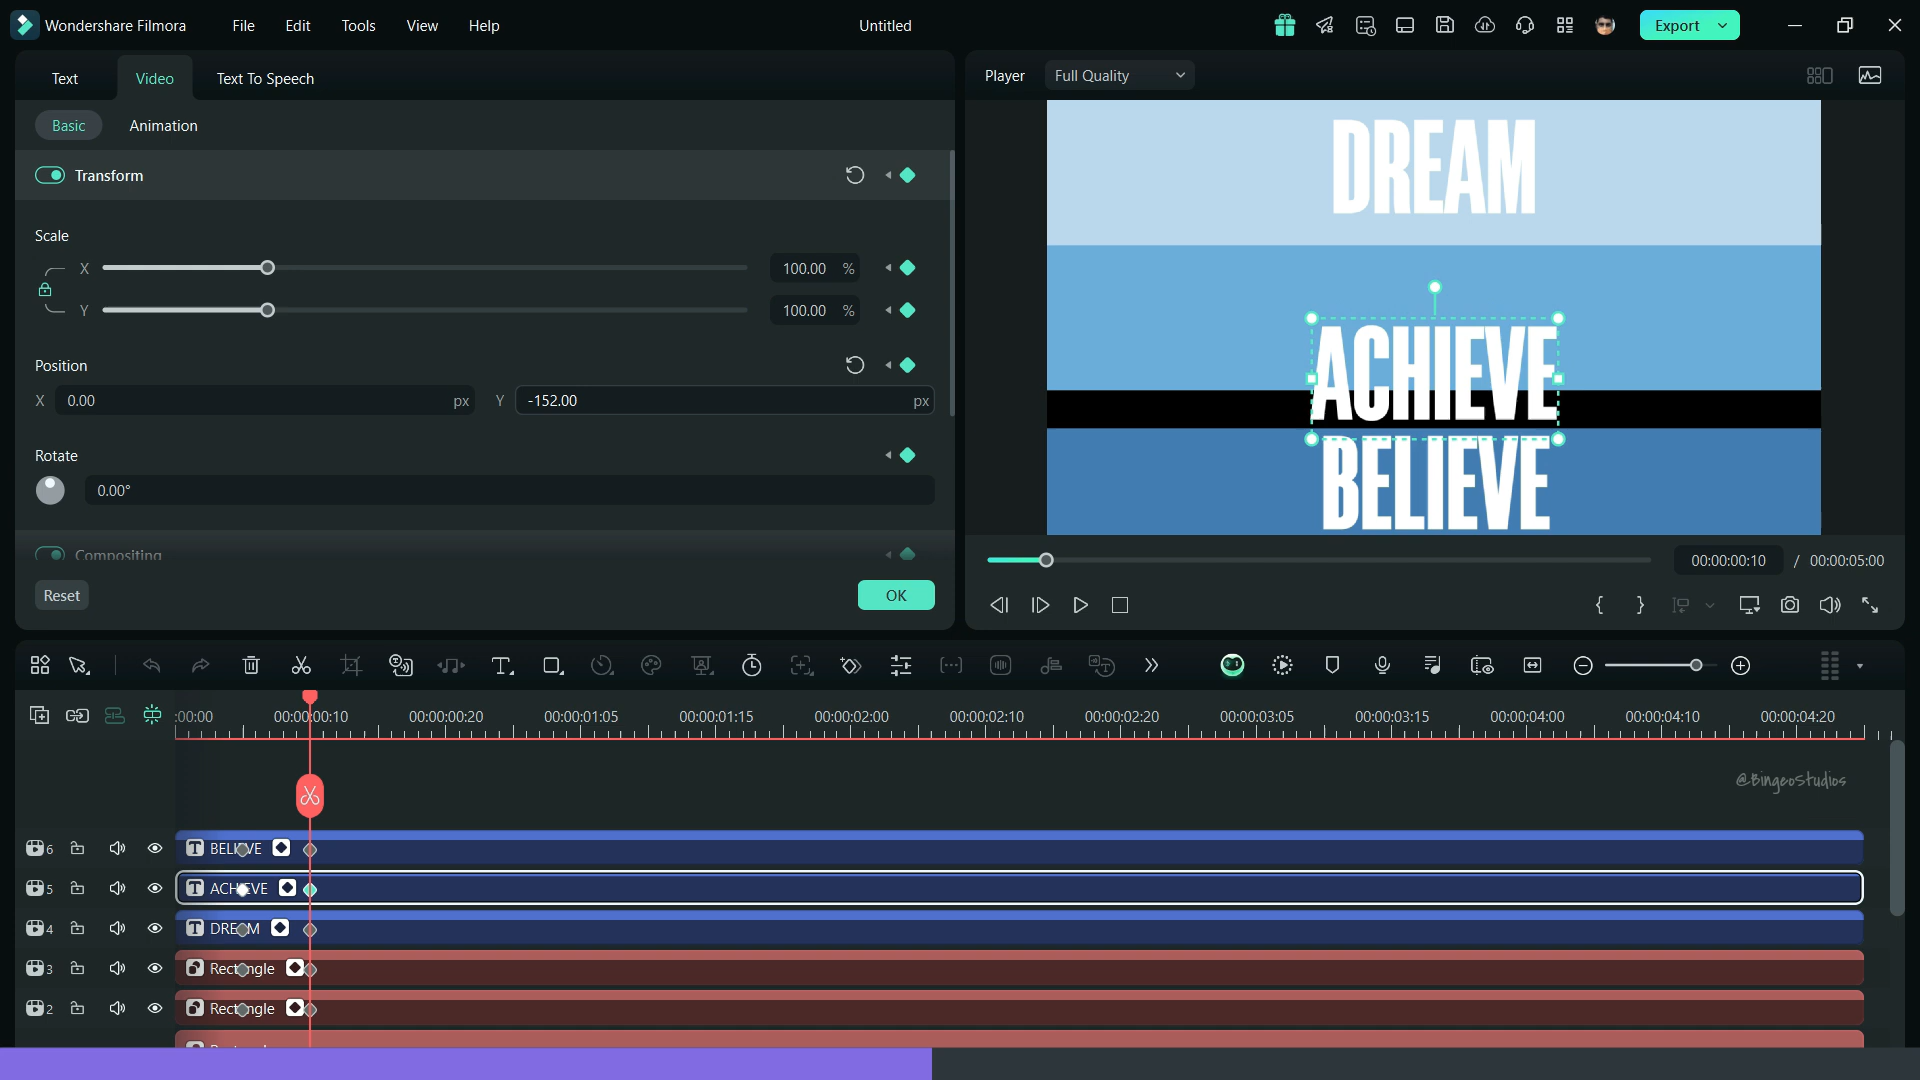 Wondershare Filmora File Edit Tools View Help Untitled Export
Text Video Text To Speech
Player Full Quality
Basic Animation
Transform
Scale
X 100.00 %
Y 100.00 %
Position
X 0.00 px Y -152.00 px
Rotate
0.00°
Compositing
Reset OK
DREAM
ACHIEVE
BELIEVE
00:00:00:10 / 00:00:05:00
:00:00 00:00:00:10 00:00:00:20 00:00:01:05 00:00:01:15 00:00:02:00 00:00:02:10 00:00:02:20 00:00:03:05 00:00:03:15 00:00:04:00 00:00:04:10 00:00:04:20
@BingeoStudios
6 BELIEVE
5 ACHIEVE
4 DREAM
3 Rectangle
2 Rectangle